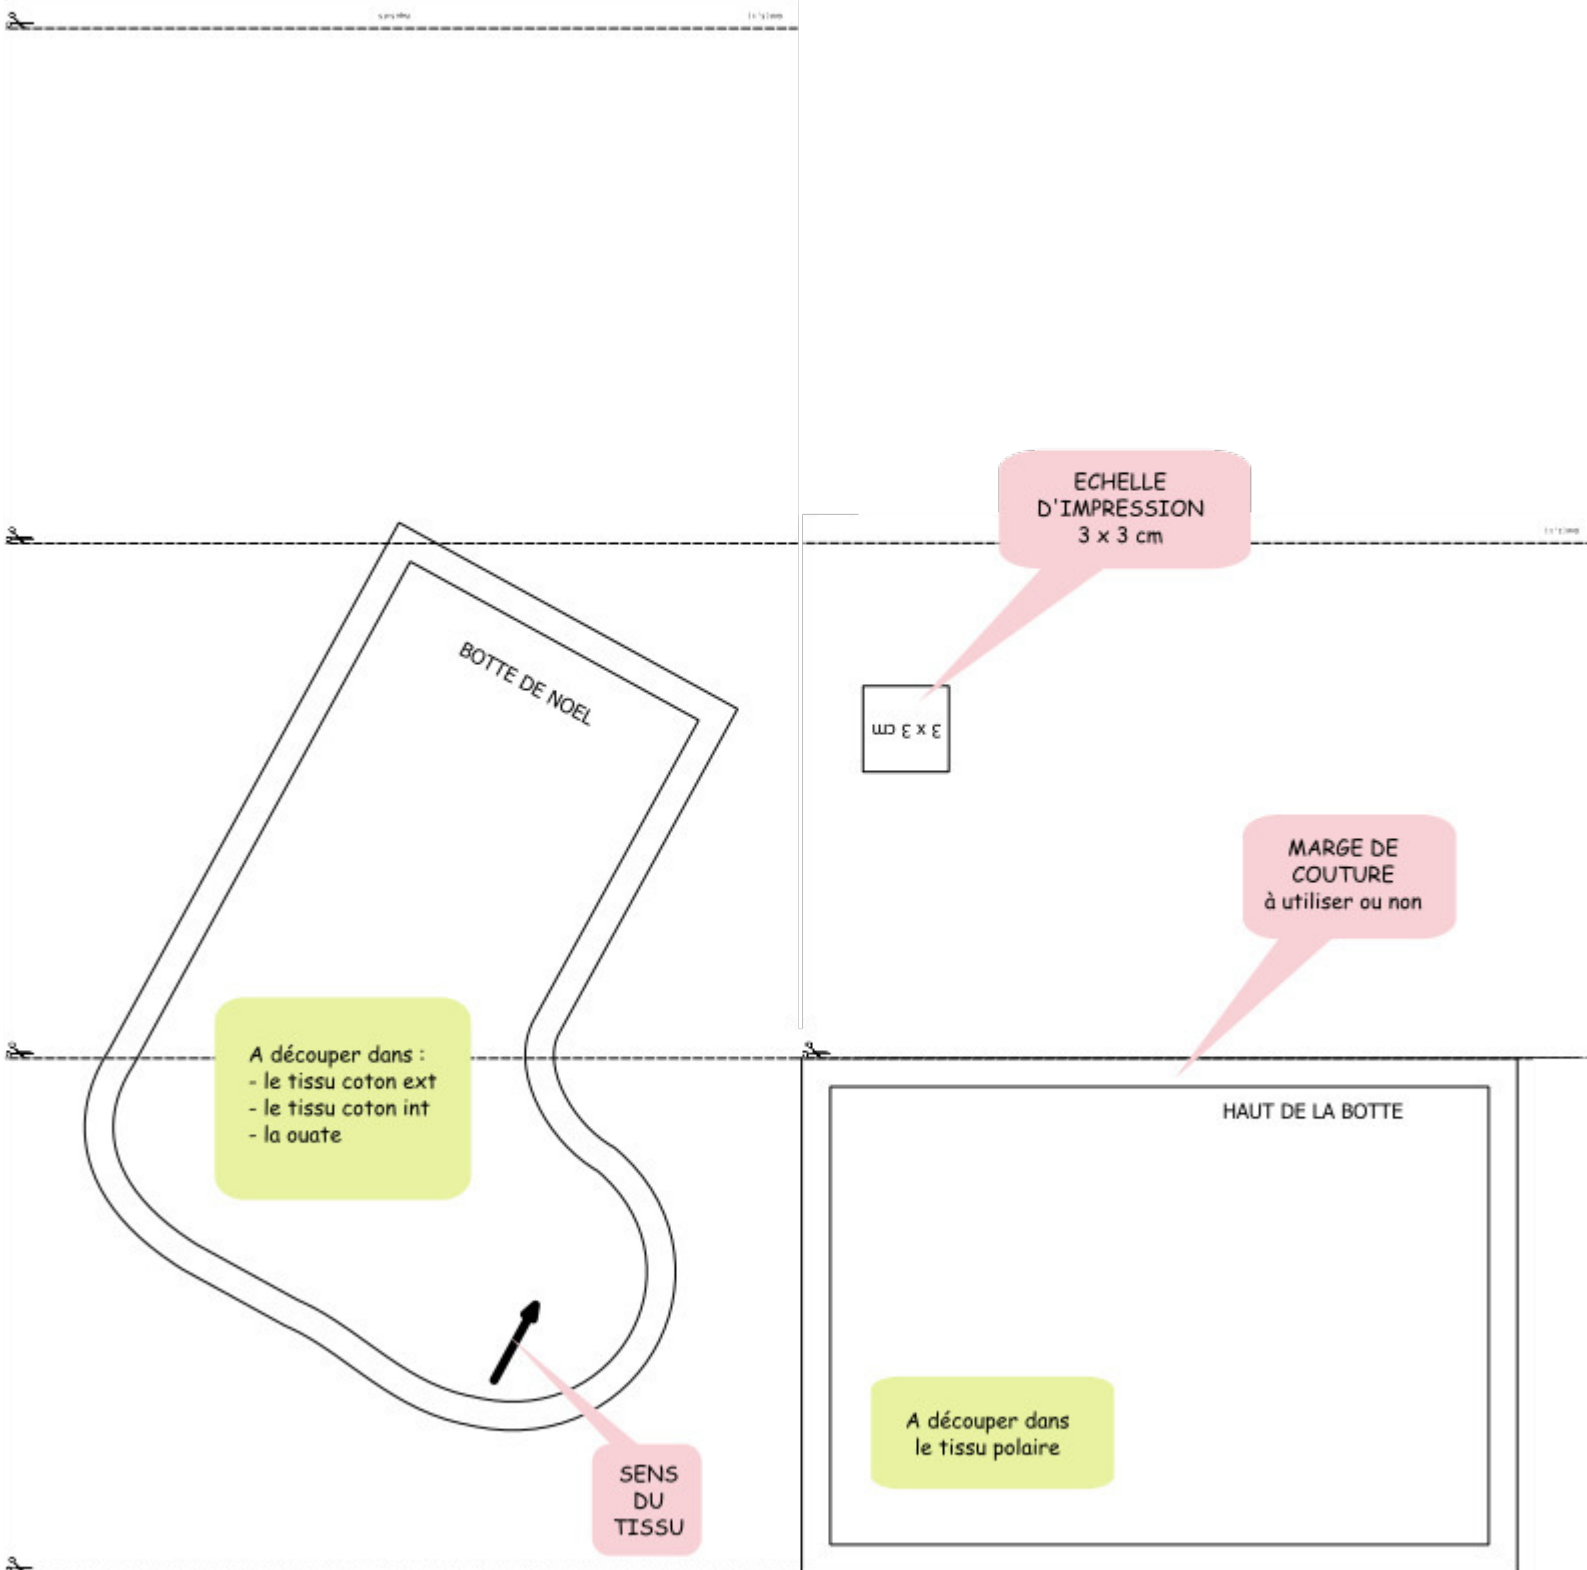 ECHELLE
D'IMPRESSION
3 x 3 cm
BOTTE DE NOEL
3 x 3 cm
MARGE DE
COUTURE
à utiliser ou non
A découper dans :
- le tissu coton ext
- le tissu coton int
- la ouate
HAUT DE LA BOTTE
A découper dans
le tissu polaire
SENS
DU
TISSU